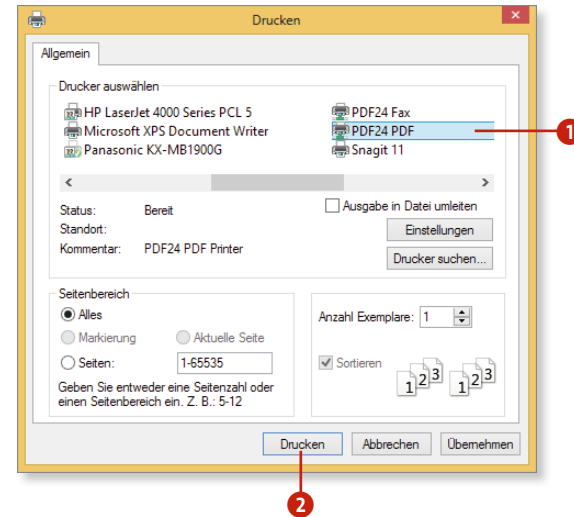 Drucken
Allgemein
Drucker auswählen
HP LaserJet 4000 Series PCL 5
Microsoft XPS Document Writer
Panasonic KX-MB1900G
PDF24 Fax
PDF24 PDF
Snagit 11
1
Status: Bereit
Standort:
Kommentar: PDF24 PDF Printer
Ausgabe in Datei umleiten
Einstellungen
Drucker suchen...
Seitenbereich
Alles
Markierung Aktuelle Seite
Seiten: 1-65535
Geben Sie entweder eine Seitenzahl oder
einen Seitenbereich ein. Z. B.: 5-12
Anzahl Exemplare: 1
Sortieren
1 2 3 1 2 3
Drucken Abbrechen Übernehmen
2